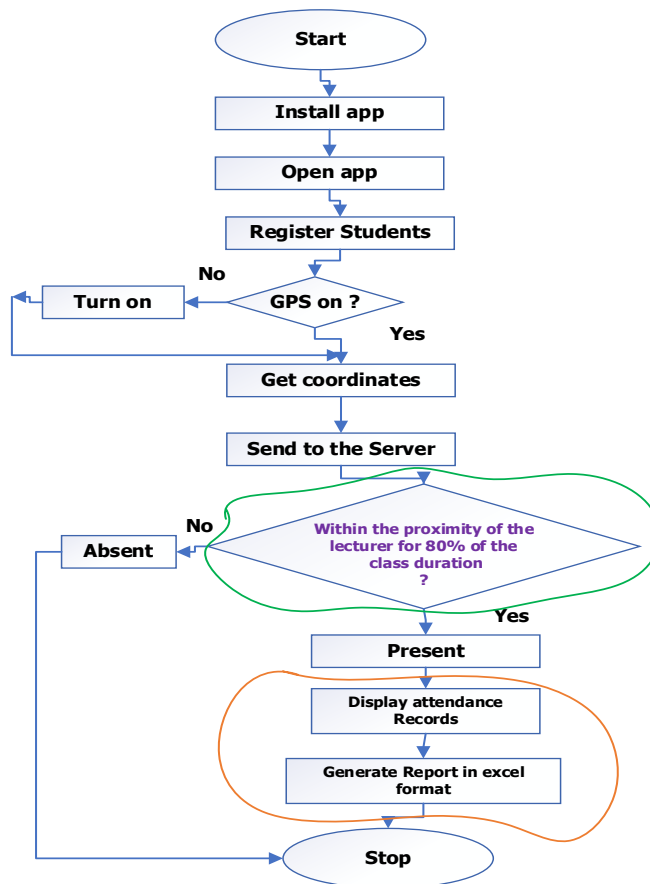 Start
Install app
Open app
Register Students
No
GPS on ?
Turn on
Yes
Get coordinates
Send to the Server
No
Within the proximity of the
lecturer for 80% of the
class duration
?
Absent
Yes
Present
Display attendance
Records
Generate Report in excel
format
Stop